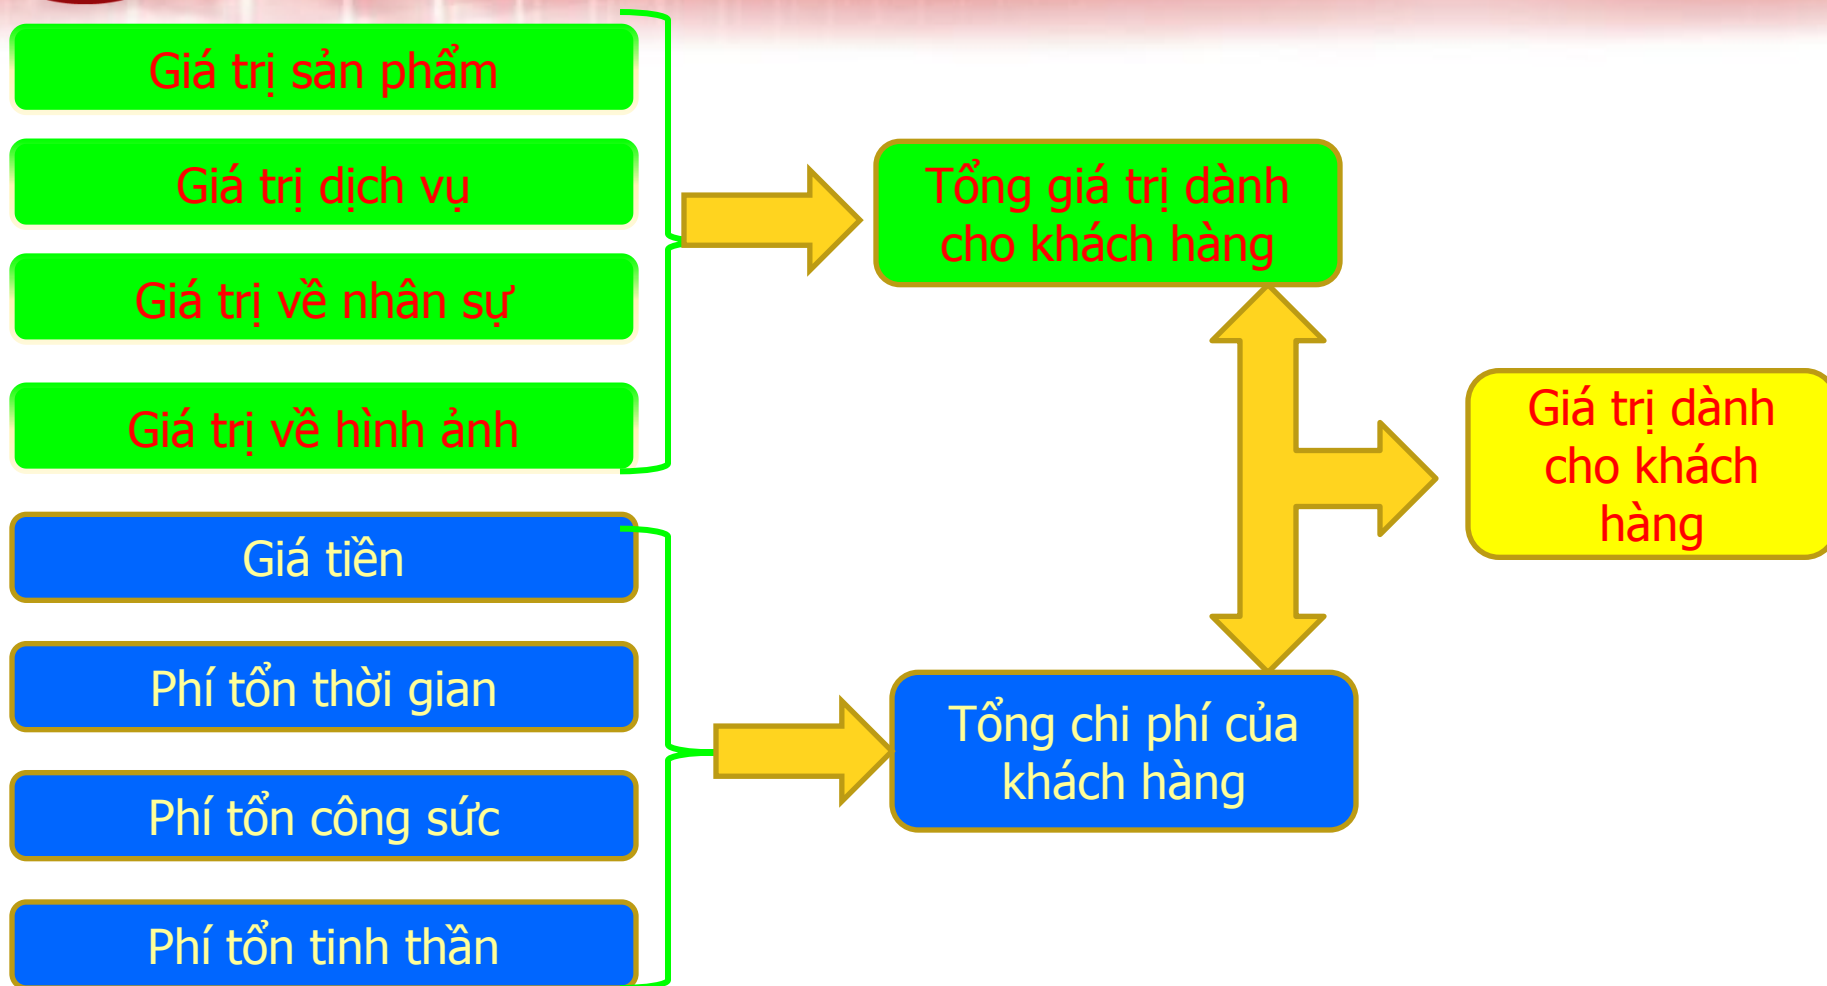 Giá trị sản phẩm
Giá trị dịch vụ
Giá trị về nhân sự
Giá trị về hình ảnh
Tổng giá trị dành
cho khách hàng
Giá trị dành
cho khách
hàng
Giá tiền
Phí tổn thời gian
Phí tổn công sức
Phí tổn tinh thần
Tổng chi phí của
khách hàng